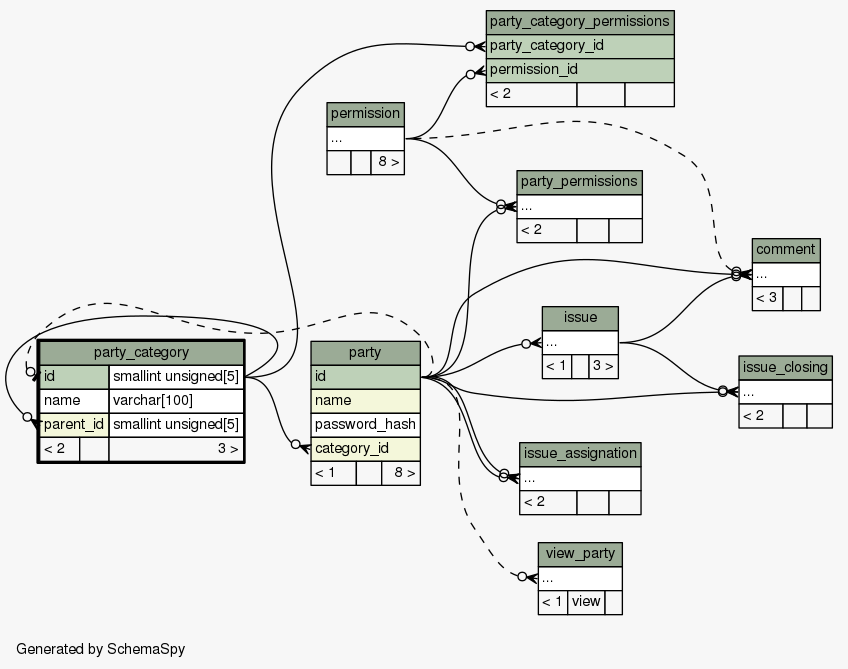 party_category_permissions
party_category_id
permission_id
< 2
permission
...
8 >
party_permissions
...
< 2
comment
...
< 3
issue
...
< 1 3 >
party_category
id smallint unsigned[5]
name varchar[100]
parent_id smallint unsigned[5]
< 2 3 >
party
id
name
password_hash
category_id
< 1 8 >
issue_closing
...
< 2
issue_assignation
...
< 2
view_party
...
< 1 view
Generated by SchemaSpy